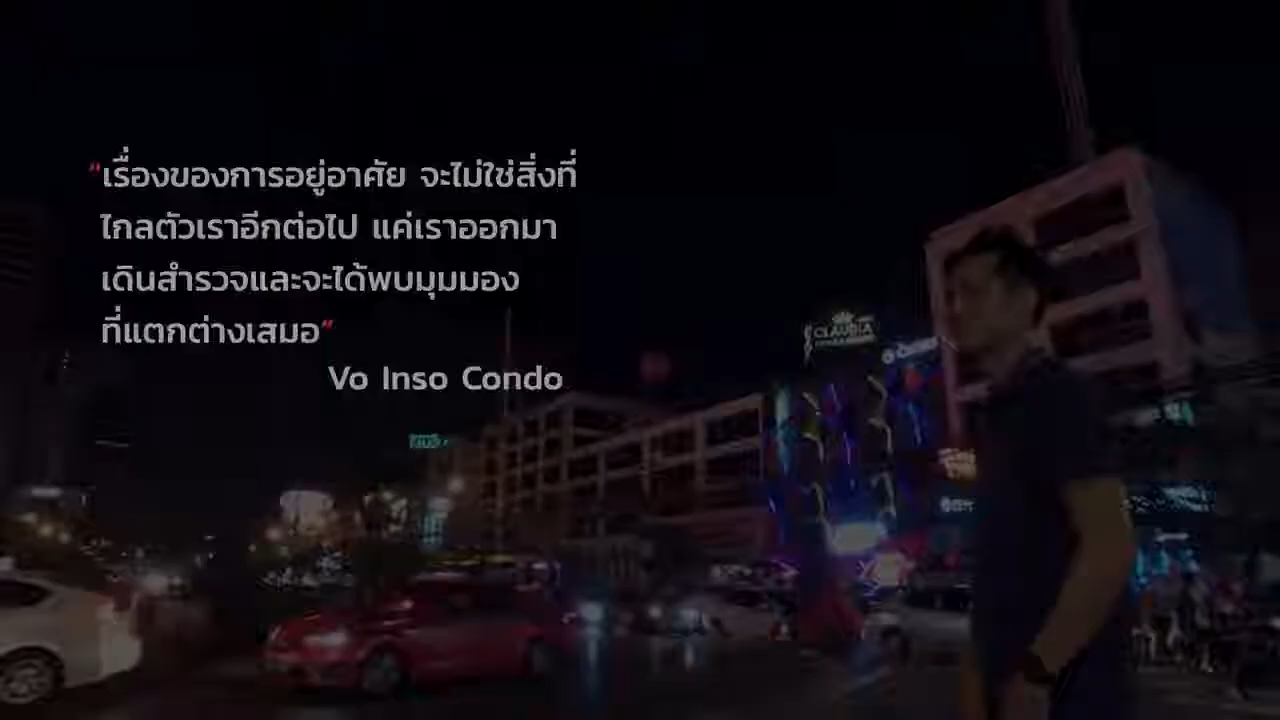 "เรื่องของการอยู่อาศัย จะไม่ใช่สิ่งที่
ไกลตัวเราอีกต่อไป แค่เราออกมา
เดินสำรวจและจะได้พบมุมมอง
ที่แตกต่างเสมอ"
Vo Inso Condo
CLAUDIA